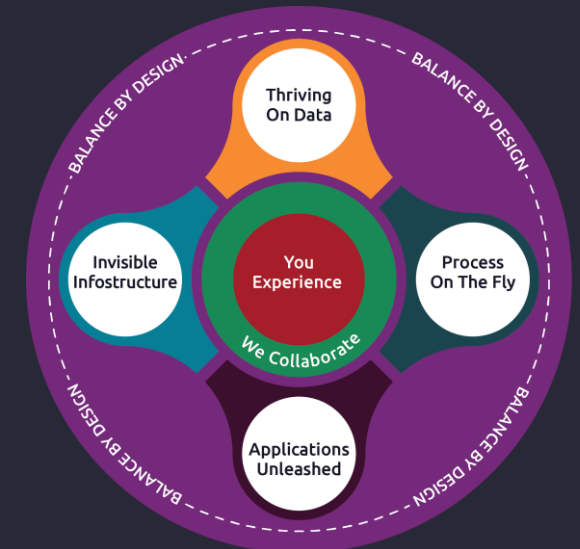 BALANCE BY DESIGN
BALANCE BY DESIGN
Thriving
On Data
Invisible
Infostructure
You
Experience
Process
On The Fly
We Collaborate
Applications
Unleashed
BALANCE BY DESIGN
BALANCE BY DESIGN